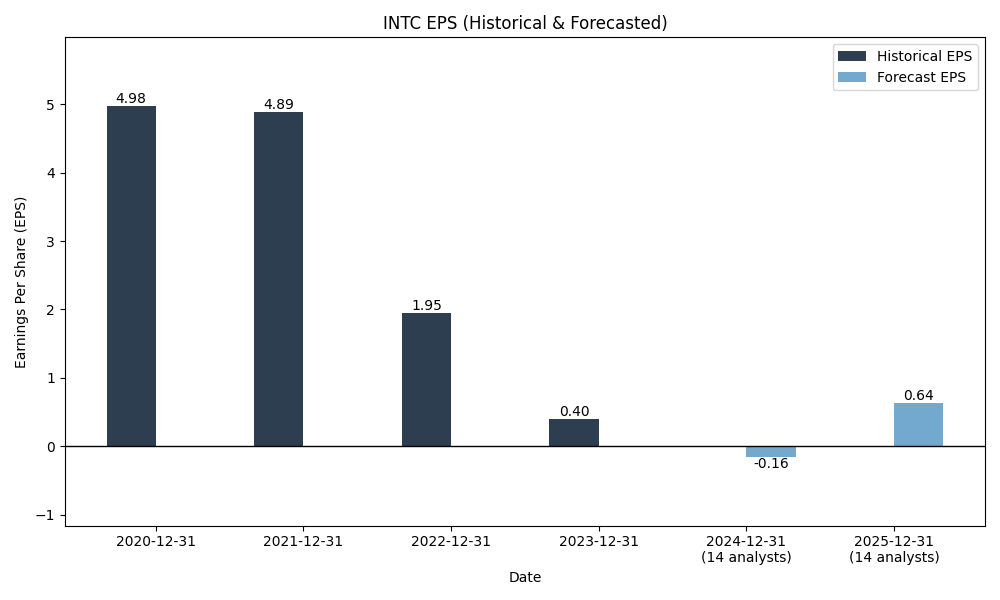 INTC EPS (Historical & Forecasted)
Historical EPS
Forecast EPS
Earnings Per Share (EPS)
5
4
3
2
1
0
−1
4.98
4.89
1.95
0.40
-0.16
0.64
2020-12-31
2021-12-31
2022-12-31
2023-12-31
2024-12-31
(14 analysts)
2025-12-31
(14 analysts)
Date